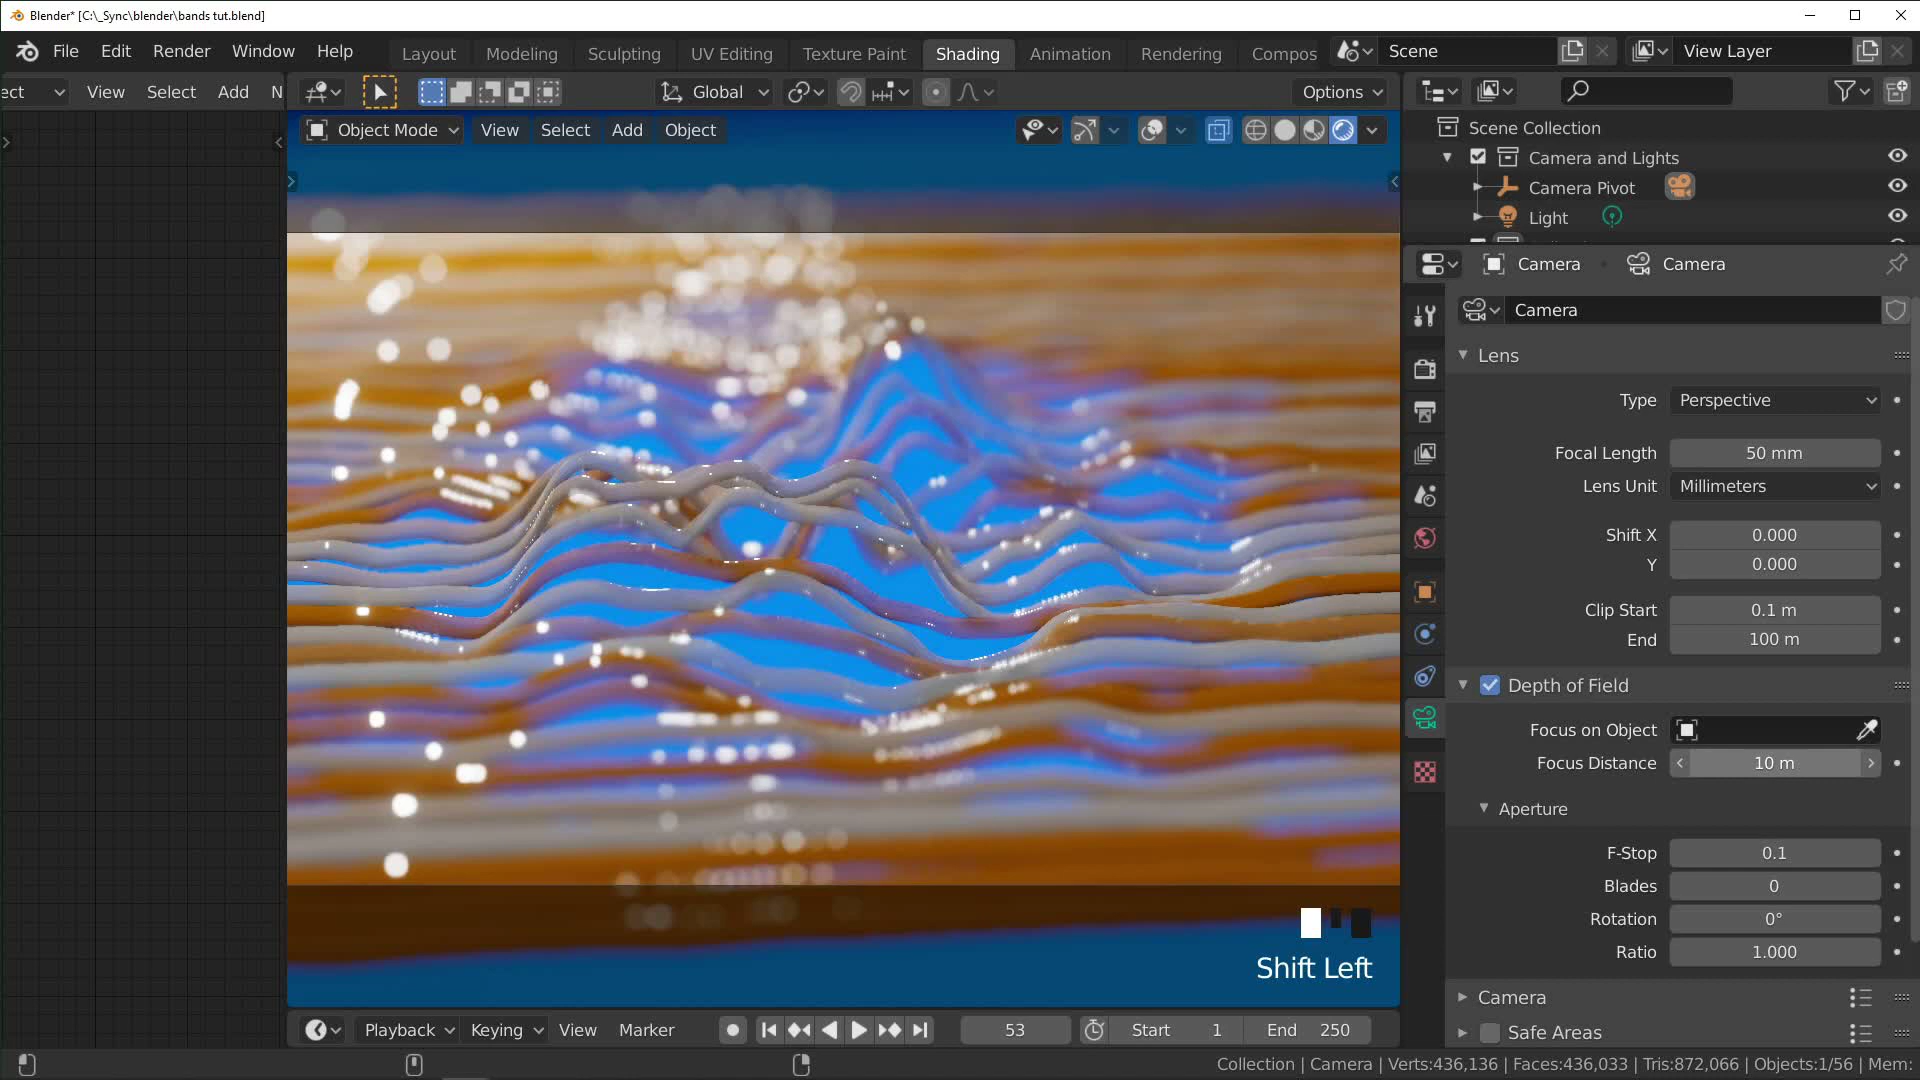 Blender* [C:\_Sync\blender\bands tut.blend]
File Edit Render Window Help
Layout Modeling Sculpting UV Editing Texture Paint Shading Animation Rendering Compos
Scene
View Layer
ect View Select Add N
Global
Options
Object Mode View Select Add Object
Scene Collection
Camera and Lights
Camera Pivot
Light
Camera Camera
Camera
Lens
Type Perspective
Focal Length 50 mm
Lens Unit Millimeters
Shift X 0.000
Y 0.000
Clip Start 0.1 m
End 100 m
Depth of Field
Focus on Object
Focus Distance 10 m
Aperture
F-Stop 0.1
Blades 0
Rotation 0°
Ratio 1.000
Camera
Safe Areas
Shift Left
Playback Keying View Marker 53 Start 1 End 250
Collection | Camera | Verts:436,136 | Faces:436,033 | Tris:872,066 | Objects:1/56 | Mem: